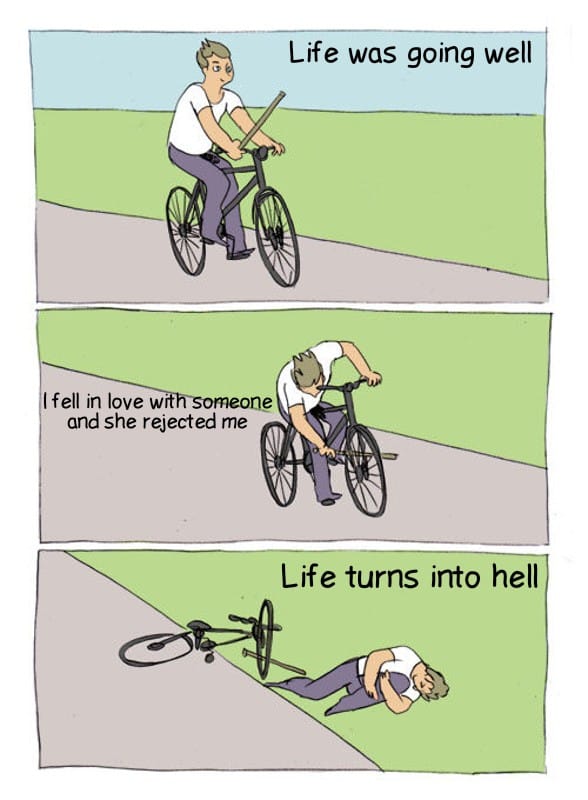 Life was going well
I fell in love with someone
and she rejected me
Life turns into hell